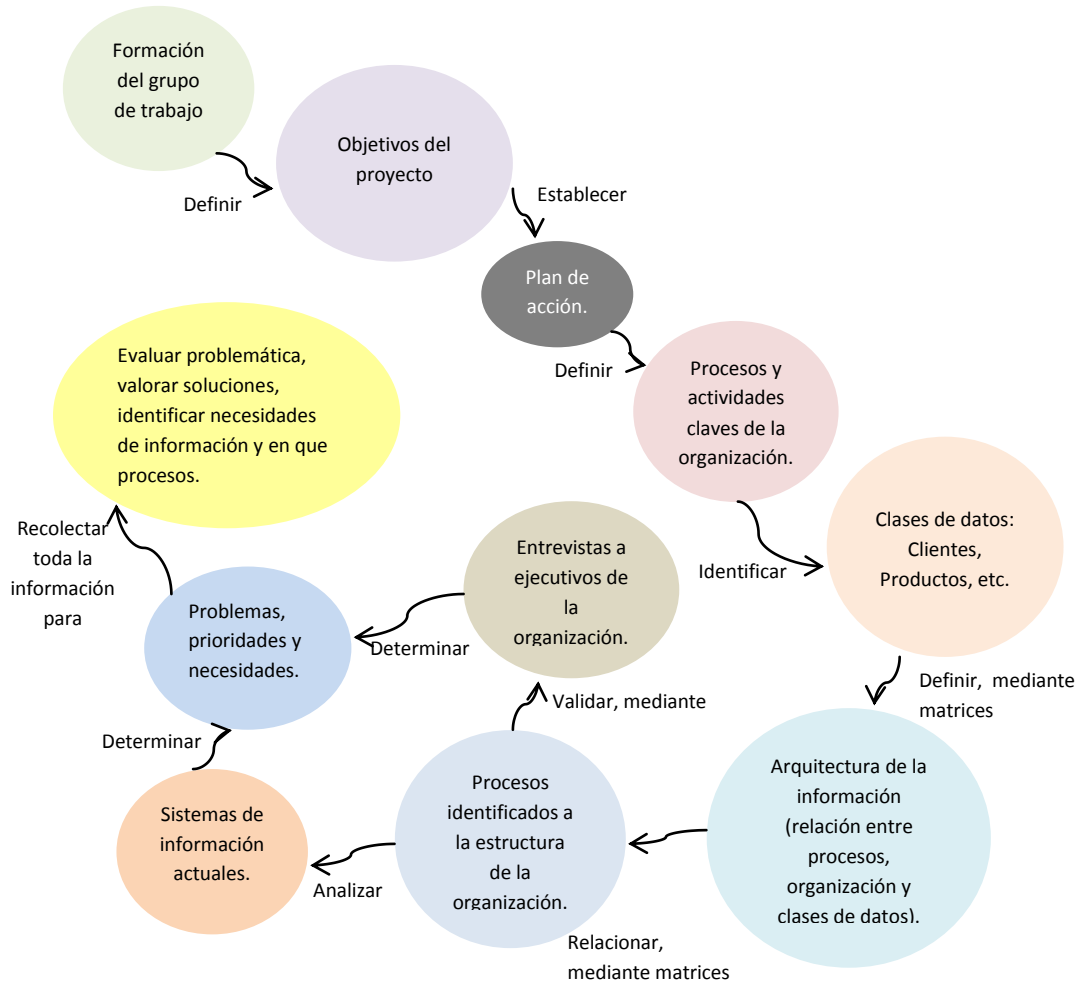 Formación
del grupo
de trabajo
Definir
Objetivos del
proyecto
Establecer
Plan de
acción.
Definir
Procesos y
actividades
claves de la
organización.
Identificar
Clases de datos:
Clientes,
Productos, etc.
Definir, mediante
matrices
Arquitectura de la
información
(relación entre
procesos,
organización y
clases de datos).
Relacionar,
mediante matrices
Procesos
identificados a
la estructura
de la
organización.
Validar, mediante
Entrevistas a
ejecutivos de
la
organización.
Determinar
Analizar
Sistemas de
información
actuales.
Determinar
Problemas,
prioridades y
necesidades.
Recolectar
toda la
información
para
Evaluar problemática,
valorar soluciones,
identificar necesidades
de información y en que
procesos.